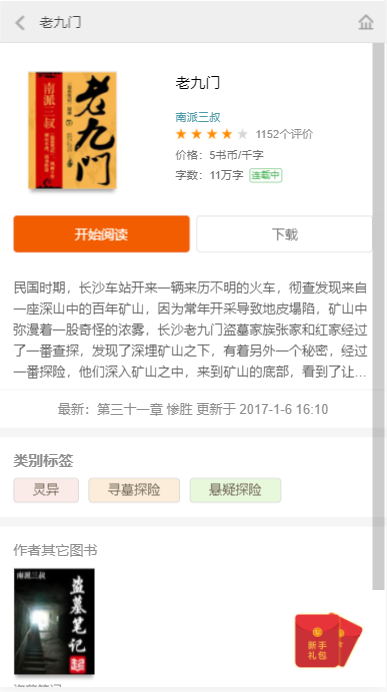 老九门
南派三叔
老九门
老九门
南派三叔
1152个评价
价格：5书币/千字
字数：11万字 连载中
开始阅读 下载
民国时期，长沙车站开来一辆来历不明的火车，彻查发现来自
一座深山中的百年矿山，因为常年开采导致地皮塌陷，矿山中
弥漫着一股奇怪的浓雾，长沙老九门盗墓家族张家和红家经过
了一番查探，发现了深埋矿山之下，有着另外一个秘密，经过
一番探险，他们深入矿山之中，来到矿山的底部，看到了让...
最新：第三十一章 惨胜 更新于 2017-1-6 16:10
类别标签
灵异 寻墓探险 悬疑探险
作者其它图书
南派三叔
盗墓笔记
新手
礼包